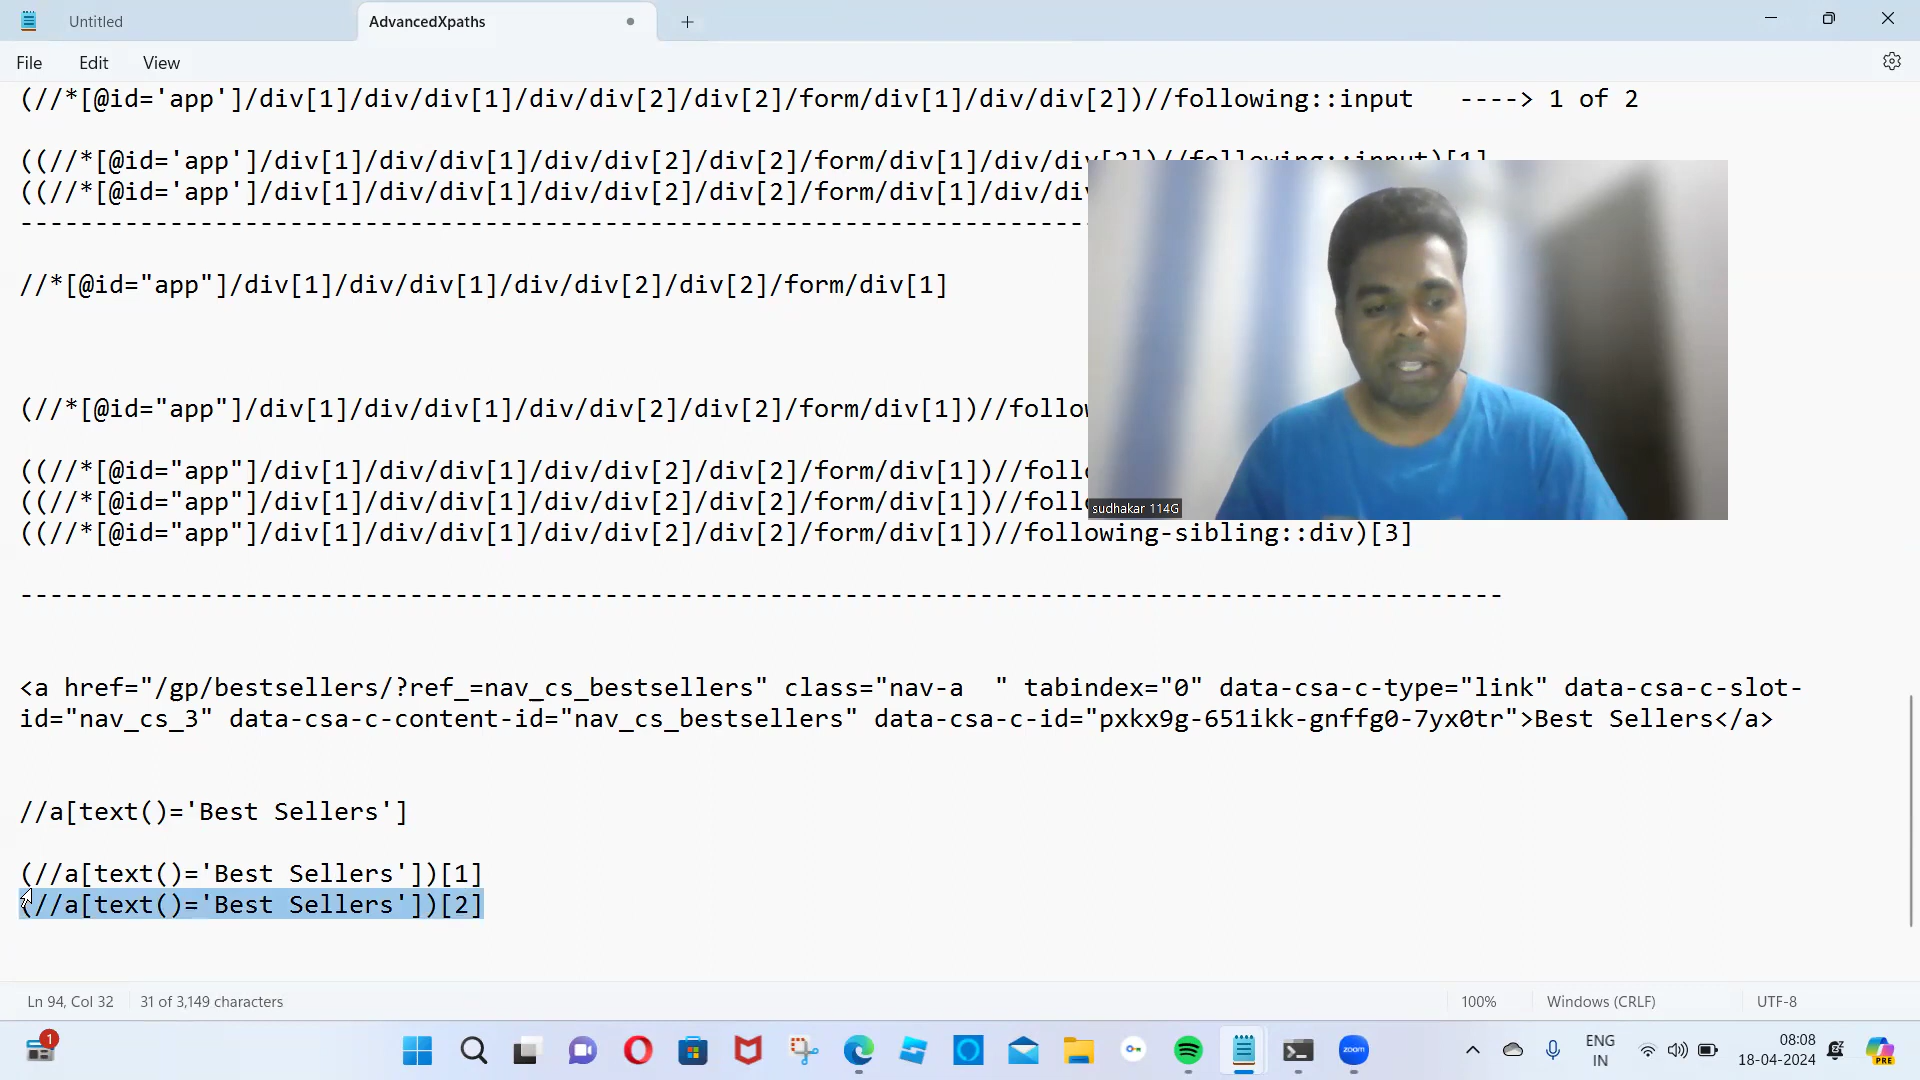 Untitled
AdvancedXpaths
File Edit View
(//*[@id='app']/div[1]/div/div[1]/div/div[2]/div[2]/form/div[1]/div/div[2])//following::input   ----> 1 of 2
((//*[@id='app']/div[1]/div/div[1]/div/div[2]/div[2]/form/div[1]/div/div[2])//following::input)[1]
((//*[@id='app']/div[1]/div/div[1]/div/div[2]/div[2]/form/div[1]/div/div
---------------------------------------------------------------------
//*[@id="app"]/div[1]/div/div[1]/div/div[2]/div[2]/form/div[1]
(//*[@id="app"]/div[1]/div/div[1]/div/div[2]/div[2]/form/div[1])//follow
((//*[@id="app"]/div[1]/div/div[1]/div/div[2]/div[2]/form/div[1])//foll
((//*[@id="app"]/div[1]/div/div[1]/div/div[2]/div[2]/form/div[1])//foll
sudhakar 114G
((//*[@id="app"]/div[1]/div/div[1]/div/div[2]/div[2]/form/div[1])//following-sibling::div)[3]
---------------------------------------------------------------------------------------------------
<a href="/gp/bestsellers/?ref_=nav_cs_bestsellers" class="nav-a  " tabindex="0" data-csa-c-type="link" data-csa-c-slot-
id="nav_cs_3" data-csa-c-content-id="nav_cs_bestsellers" data-csa-c-id="pxkx9g-651ikk-gnffg0-7yx0tr">Best Sellers</a>
//a[text()='Best Sellers']
(//a[text()='Best Sellers'])[1]
(//a[text()='Best Sellers'])[2]
Ln 94, Col 32 31 of 3,149 characters 100% Windows (CRLF) UTF-8
1
zoom
ENG
IN
08:08
18-04-2024
PRE